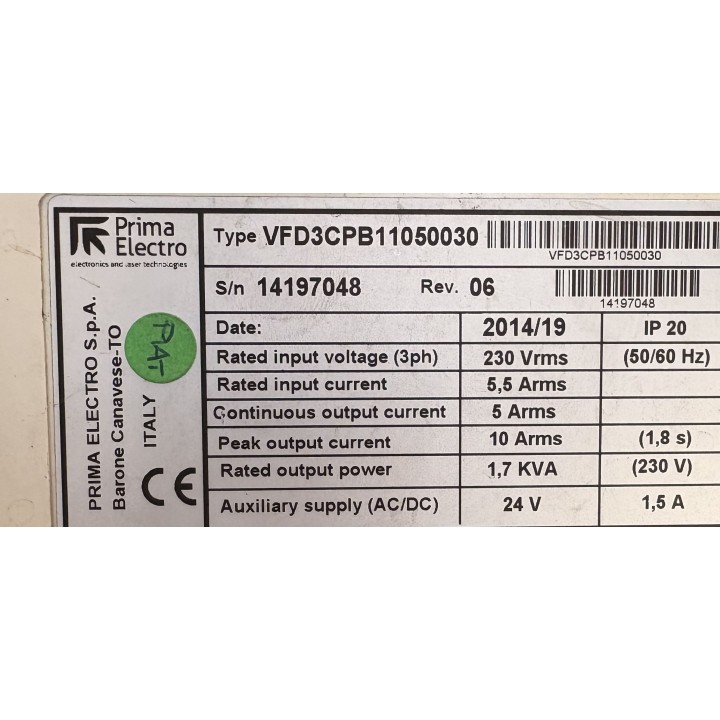 Prima
Electro
electronics and laser technologies
PRIMA ELECTRO S.p.A.
Barone Canavese-TO
ITALY
PAT
CE
Type VFD3CPB11050030
VFD3CPB11050030
S/n 14197048 Rev. 06
14197048
Date: 2014/19 IP 20
Rated input voltage (3ph) 230 Vrms (50/60 Hz)
Rated input current 5,5 Arms
Continuous output current 5 Arms
Peak output current 10 Arms (1,8 s)
Rated output power 1,7 KVA (230 V)
Auxiliary supply (AC/DC) 24 V 1,5 A